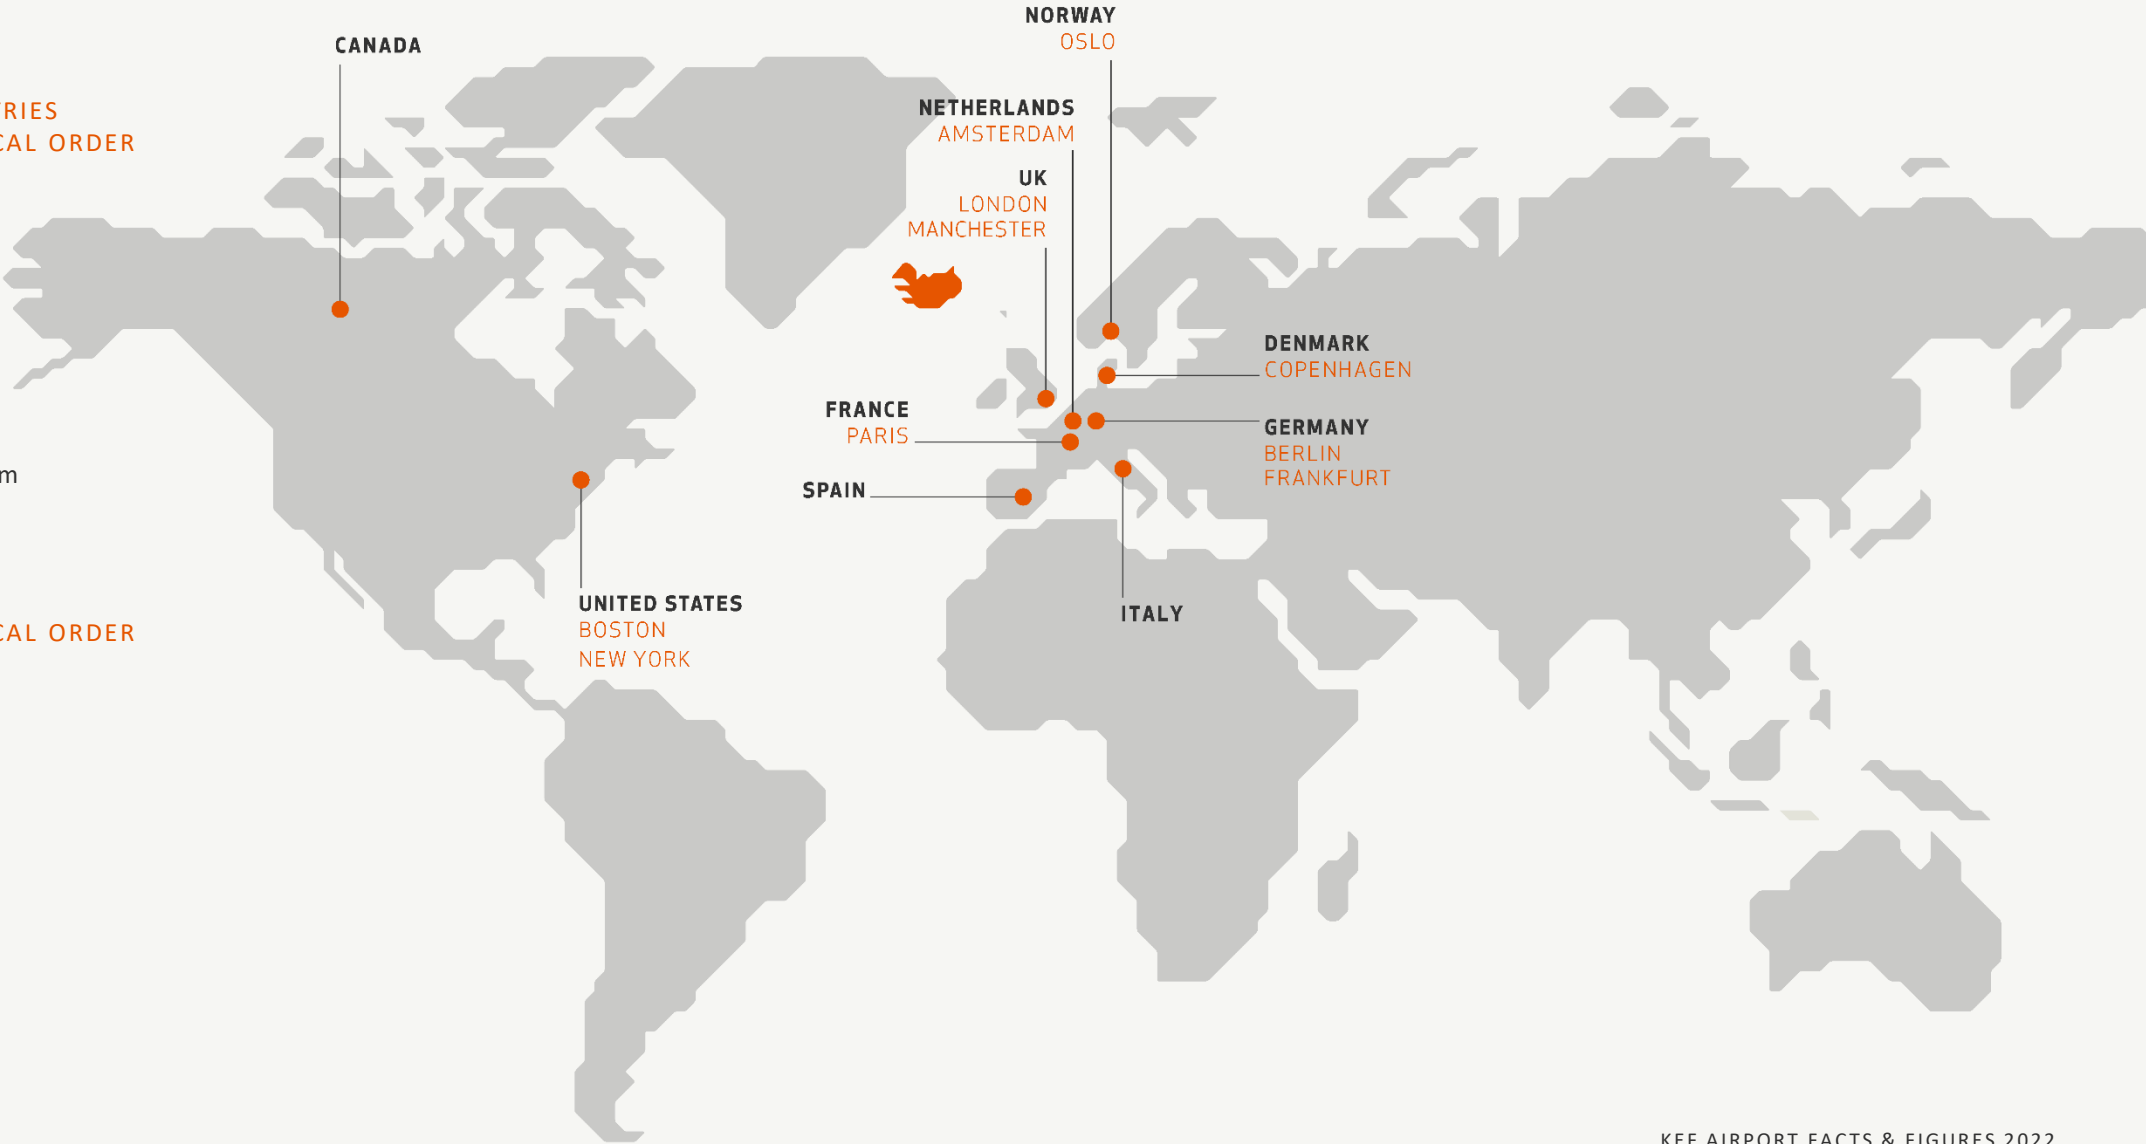 NORWAY
OSLO
CANADA
NETHERLANDS
AMSTERDAM
TRIES
CAL ORDER
UK
LONDON
MANCHESTER
DENMARK
COPENHAGEN
FRANCE
PARIS
GERMANY
BERLIN
FRANKFURT
m
SPAIN
UNITED STATES
BOSTON
NEW YORK
ITALY
CAL ORDER
KEF AIRPORT FACTS & FIGURES 2022